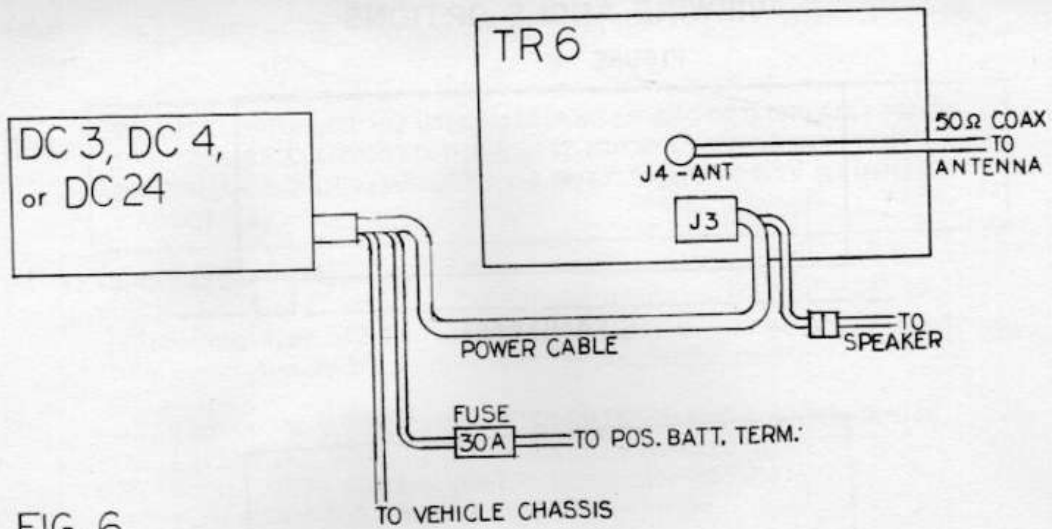 TR6
DC 3, DC 4,
or DC 24
50Ω COAX
TO
ANTENNA
J4-ANT
J3
POWER CABLE
TO
SPEAKER
FUSE
30A
TO POS. BATT. TERM.
TO VEHICLE CHASSIS
FIG. 6